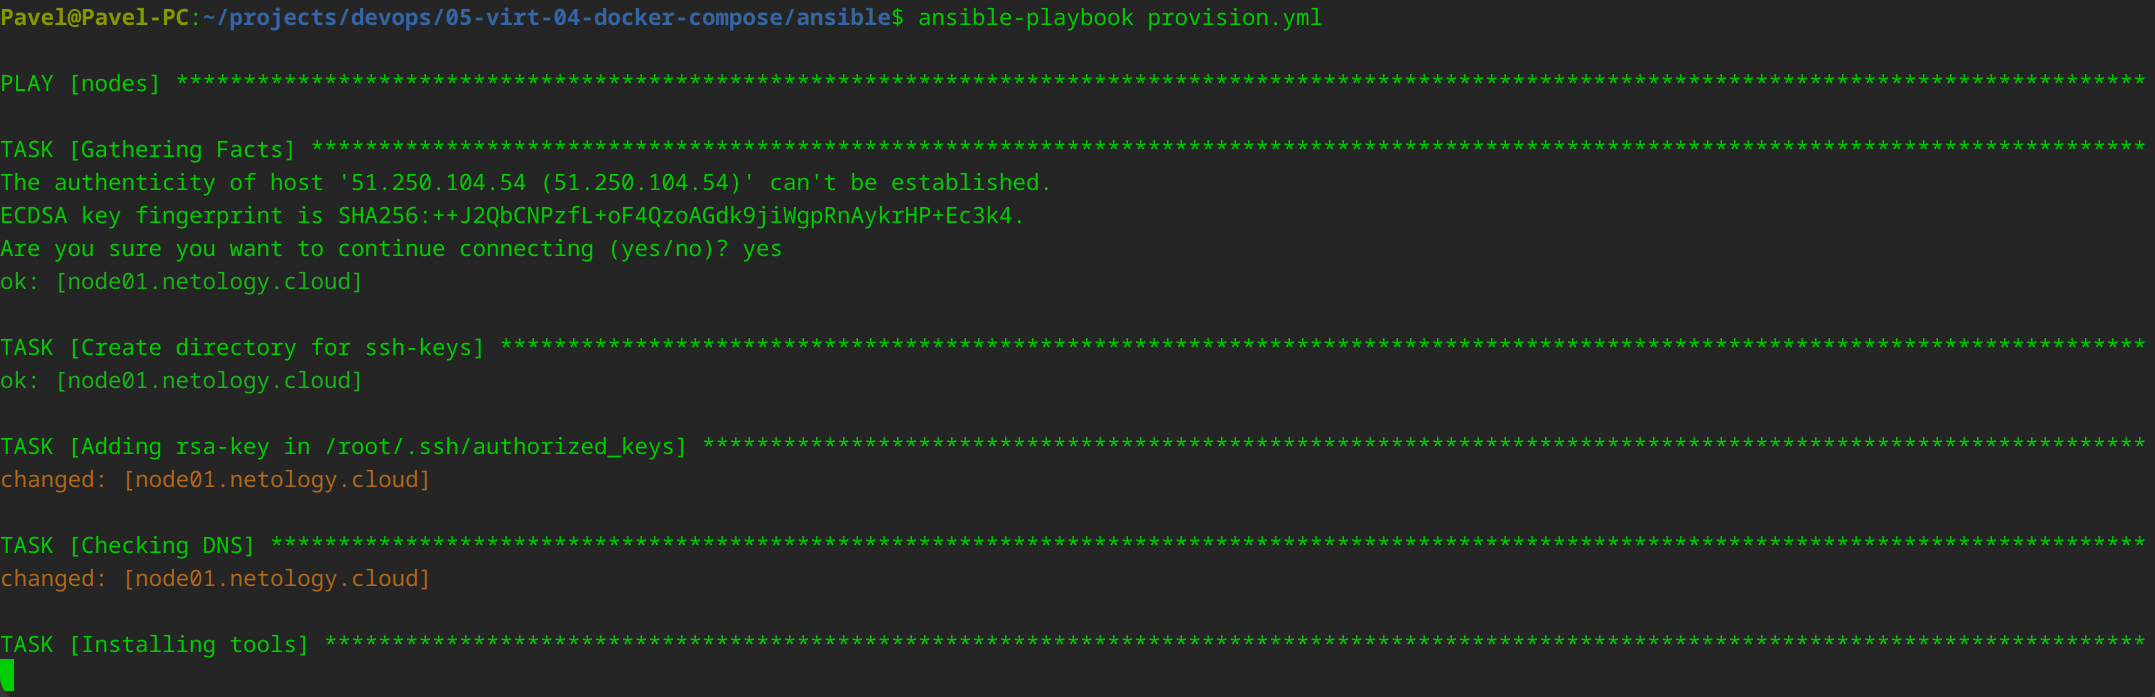 Pavel@Pavel-PC:~/projects/devops/05-virt-04-docker-compose/ansible$ ansible-playbook provision.yml
PLAY [nodes] **************************************************************************************************************************************************
TASK [Gathering Facts] ****************************************************************************************************************************************
The authenticity of host '51.250.104.54 (51.250.104.54)' can't be established.
ECDSA key fingerprint is SHA256:++J2QbCNPzfL+oF4QzoAGdk9jiWgpRnAykrHP+Ec3k4.
Are you sure you want to continue connecting (yes/no)? yes
ok: [node01.netology.cloud]
TASK [Create directory for ssh-keys] **************************************************************************************************************************
ok: [node01.netology.cloud]
TASK [Adding rsa-key in /root/.ssh/authorized_keys] ***********************************************************************************************************
changed: [node01.netology.cloud]
TASK [Checking DNS] *******************************************************************************************************************************************
changed: [node01.netology.cloud]
TASK [Installing tools] ***************************************************************************************************************************************